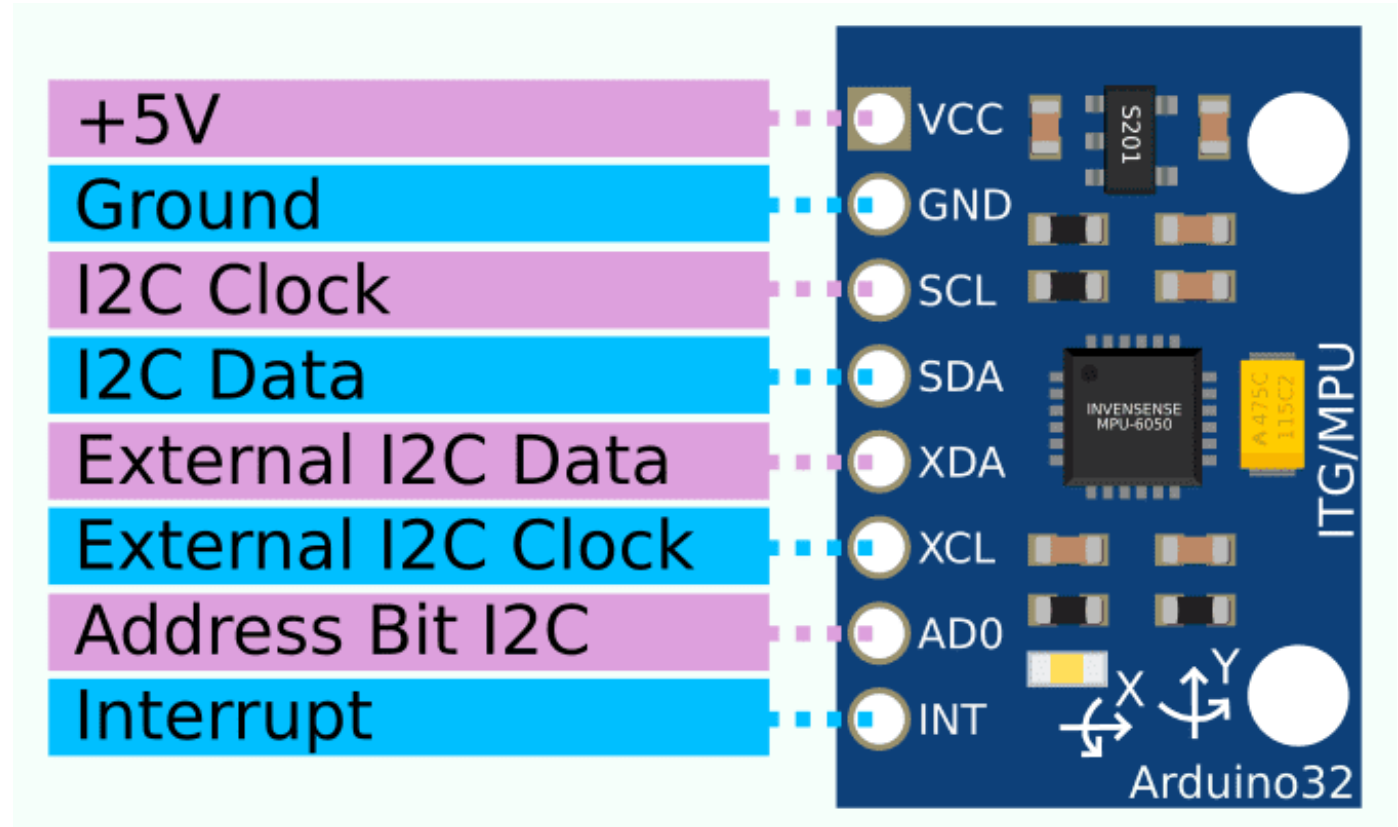 +5V
VCC
Ground
GND
I2C Clock
SCL
I2C Data
SDA
External I2C Data
XDA
External I2C Clock
XCL
Address Bit I2C
AD0
Interrupt
INT
S201
INVENSENSE
MPU-6050
A 475C
115C2
ITG/MPU
X
Y
Arduino32